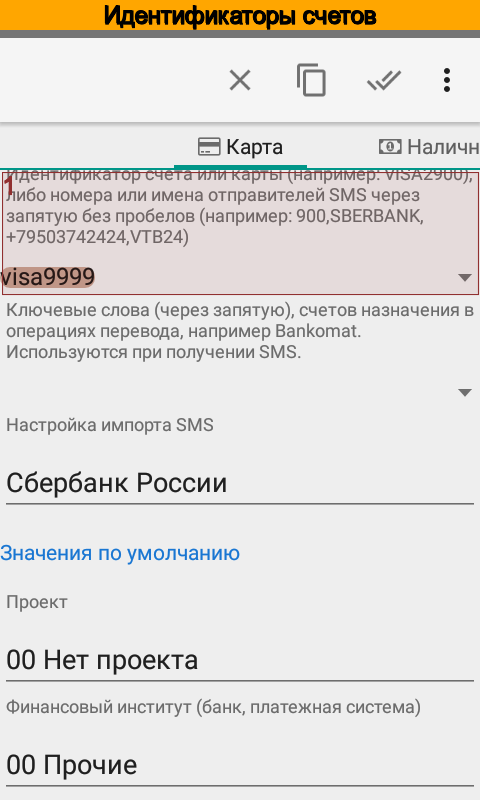 Идентификаторы счетов
Карта
Наличн
Идентификатор счета или карты (например: VISA2900),
либо номера или имена отправителей SMS через
запятую без пробелов (например: 900,SBERBANK,
+79503742424,VTB24)
1
visa9999
Ключевые слова (через запятую), счетов назначения в
операциях перевода, например Bankomat.
Используются при получении SMS.
Настройка импорта SMS
Сбербанк России
Значения по умолчанию
Проект
00 Нет проекта
Финансовый институт (банк, платежная система)
00 Прочие